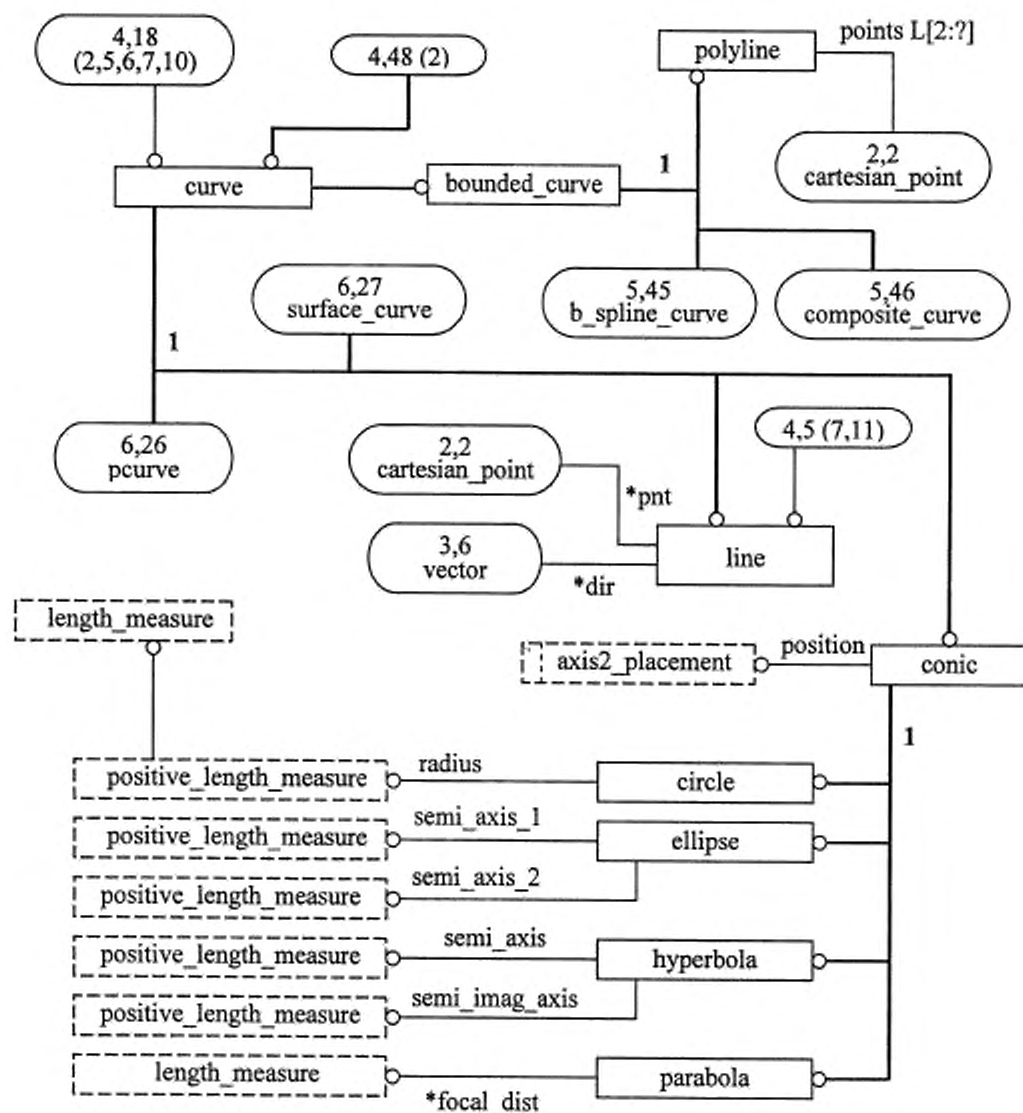 4,18
(2,5,6,7,10)
4,48 (2)
polyline
points L[2:?]
2,2
cartesian_point
curve
bounded_curve
1
6,27
surface_curve
5,45
b_spline_curve
5,46
composite_curve
1
6,26
pcurve
2,2
cartesian_point
4,5 (7,11)
*pnt
3,6
vector
*dir
line
length_measure
axis2_placement
position
conic
1
positive_length_measure
radius
circle
positive_length_measure
semi_axis_1
ellipse
positive_length_measure
semi_axis_2
positive_length_measure
semi_axis
hyperbola
positive_length_measure
semi_imag_axis
length_measure
*focal_dist
parabola